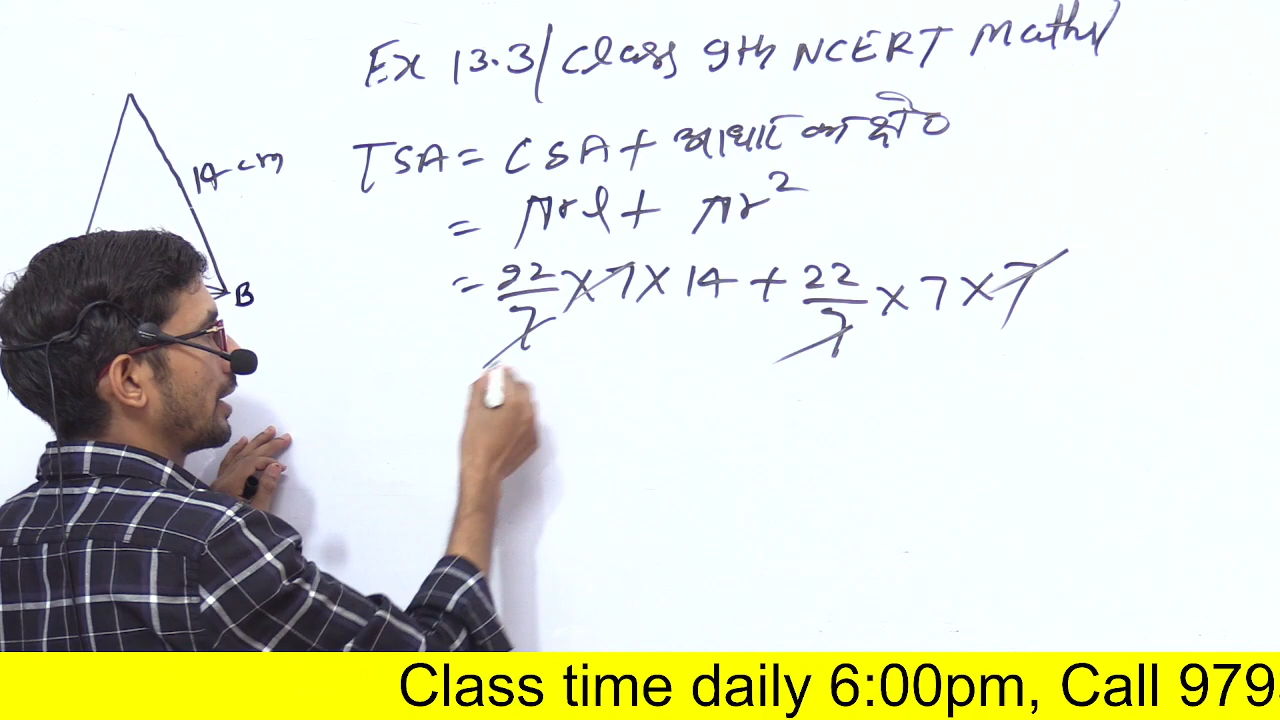 Ex 13.3/Class 9th NCERT Maths
14 cm
TSA = CSA + आधार का क्षे०
= πrl + πr²
B
= 22/7 × 7 × 14 + 22/7 × 7 × 7
Class time daily 6:00pm, Call 979